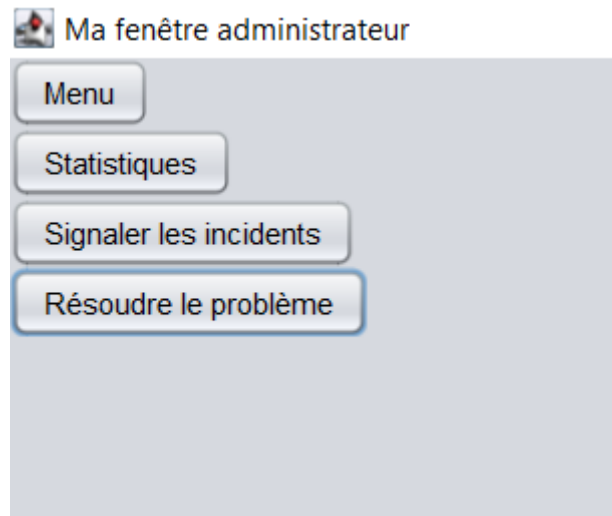 Ma fenêtre administrateur
Menu
Statistiques
Signaler les incidents
Résoudre le problème